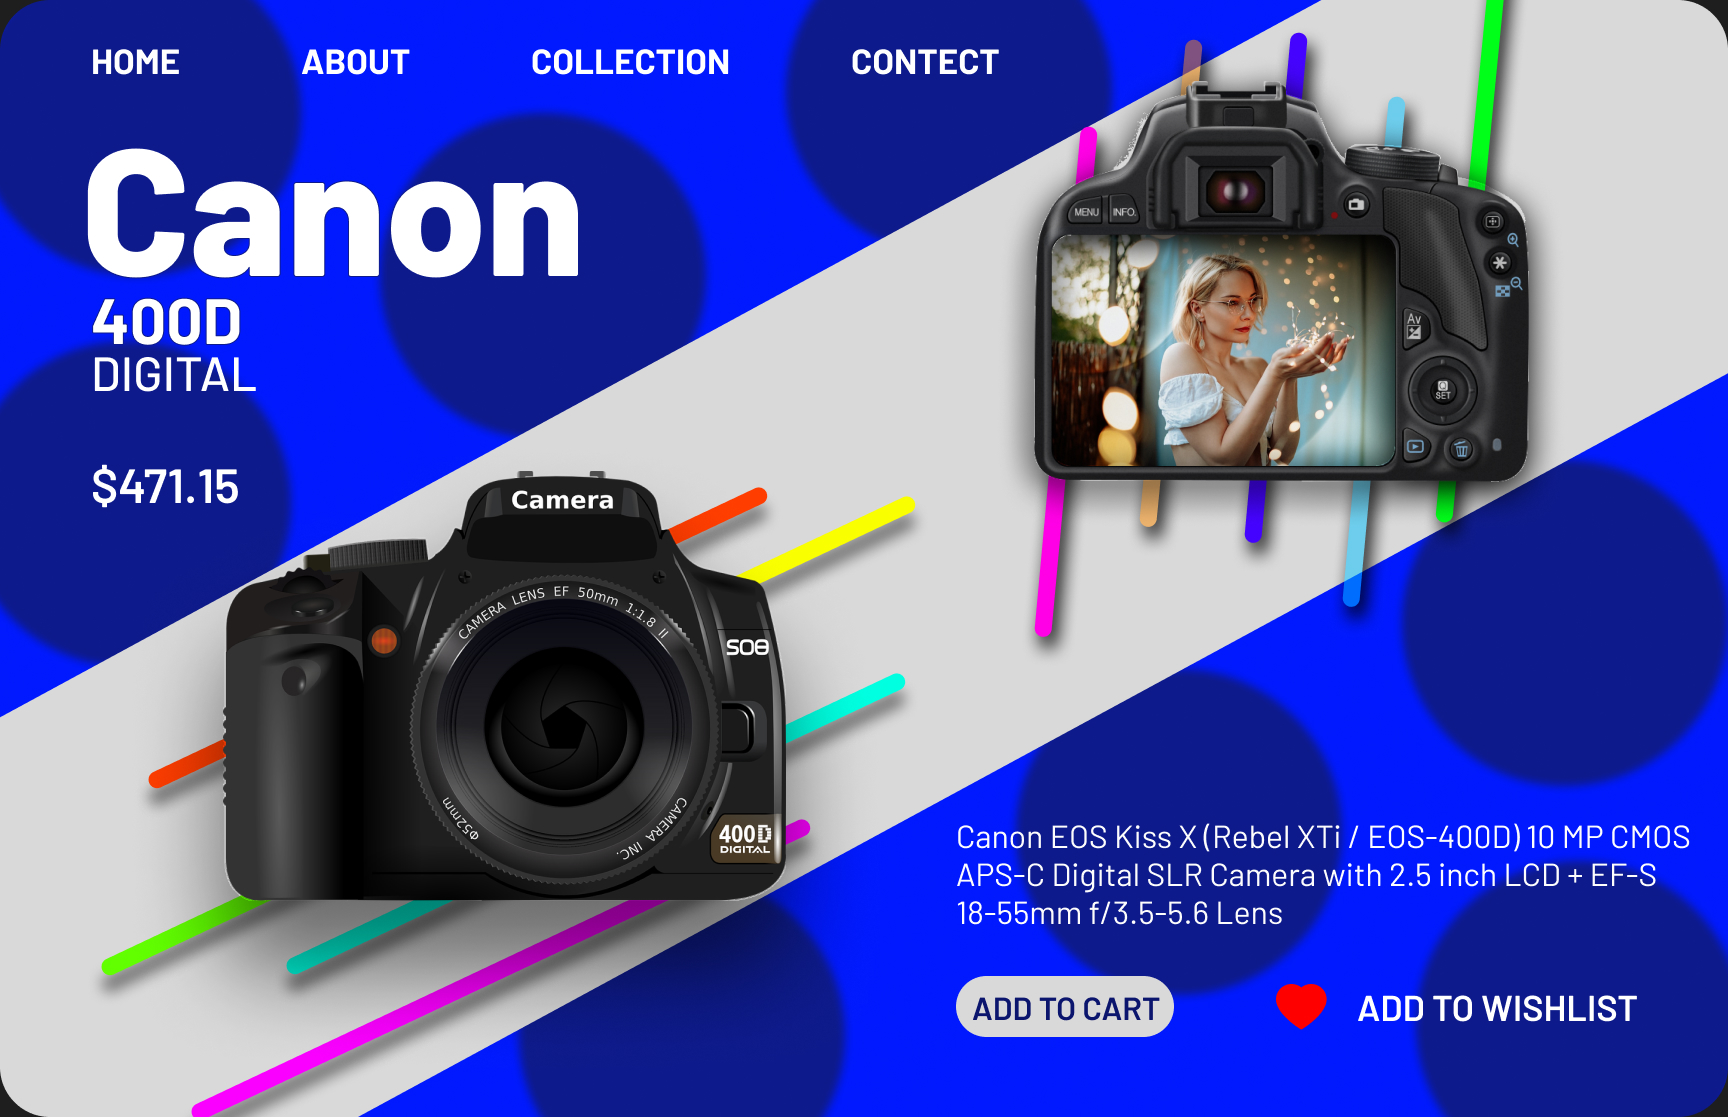 HOME ABOUT COLLECTION CONTECT
Canon
400D
DIGITAL
$471.15
MENU INFO.
Av
SET
Camera
CAMERA LENS EF 50mm 1:1.8 II
SOB
Φ52mm
CAMERA INC.
400D
DIGITAL
Canon EOS Kiss X (Rebel XTi / EOS-400D) 10 MP CMOS
APS-C Digital SLR Camera with 2.5 inch LCD + EF-S
18-55mm f/3.5-5.6 Lens
ADD TO CART
ADD TO WISHLIST